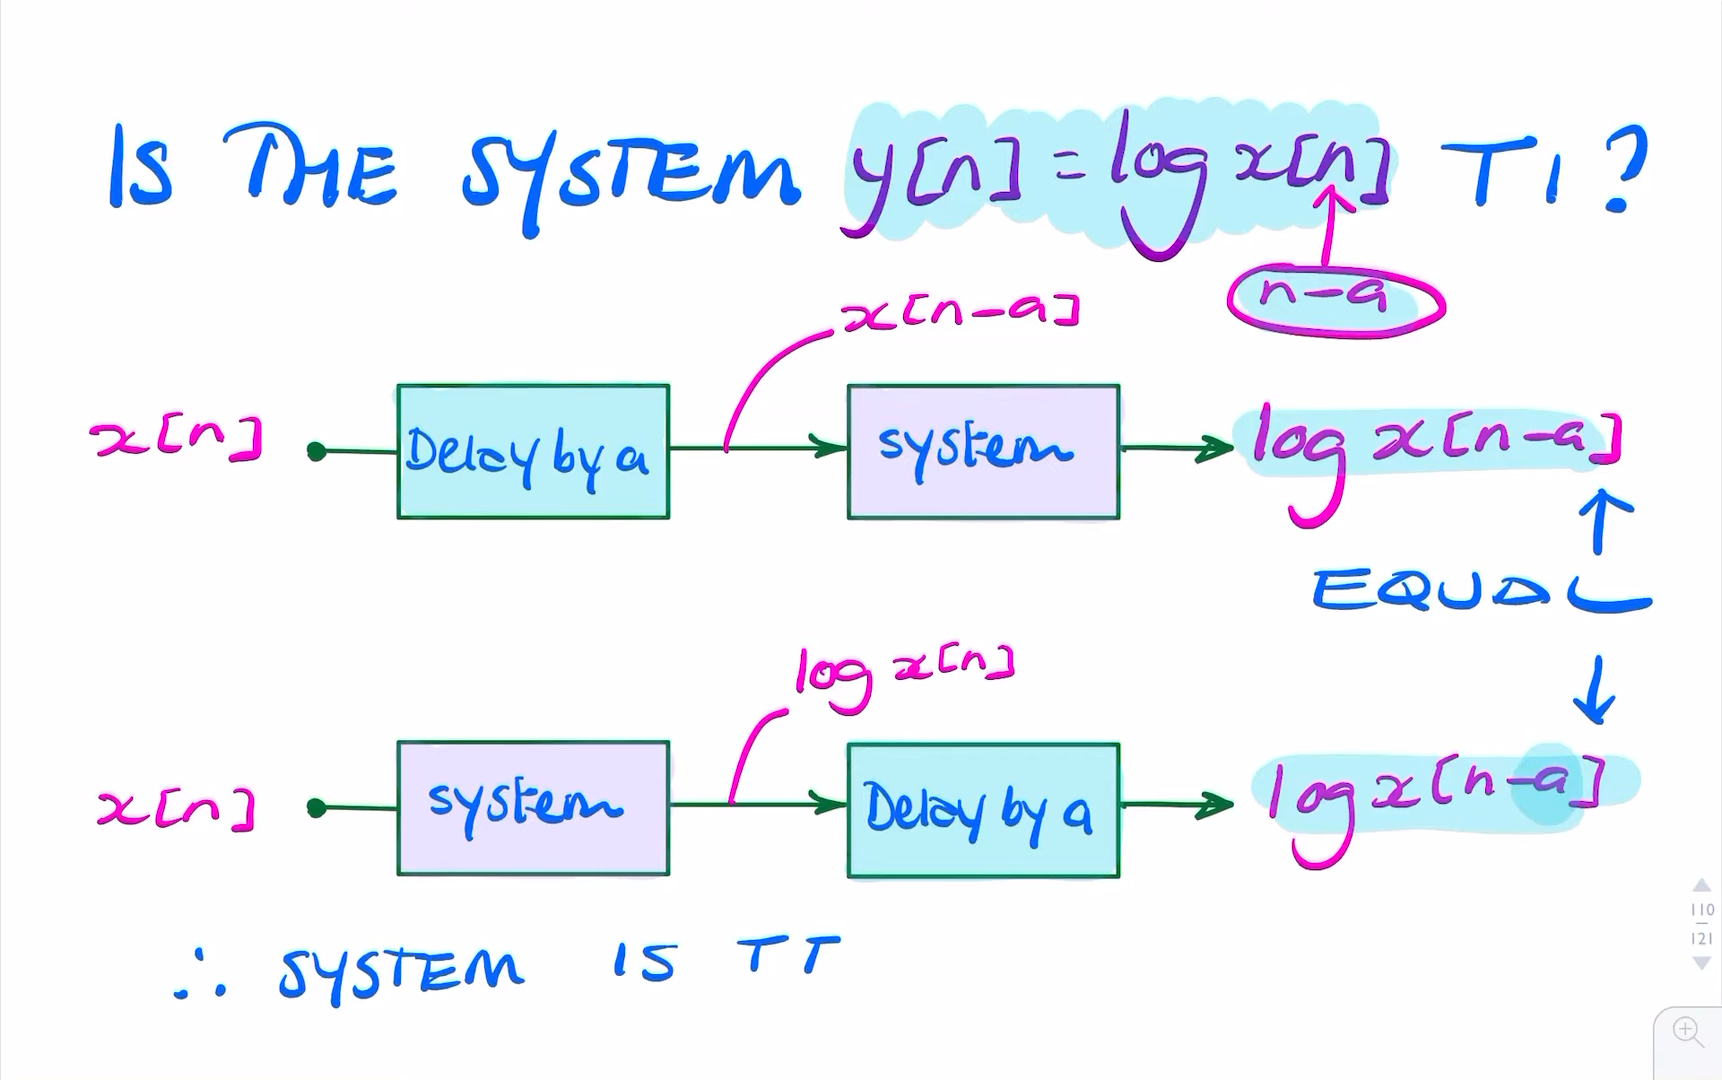 IS THE SYSTEM y[n] = log x[n] TI?
n-a
x[n-a]
x[n] Delay by a system log x[n-a]
EQUAL
log x[n]
x[n] system Delay by a log x[n-a]
∴ SYSTEM IS TT
110
121